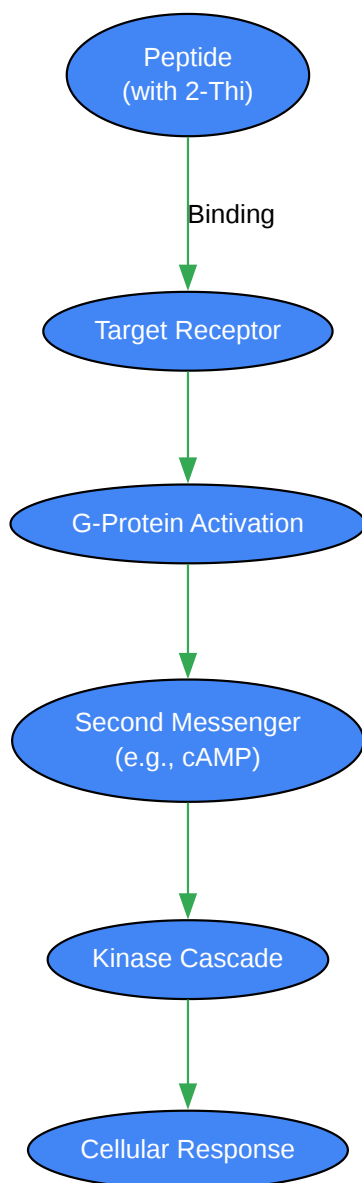 Peptide
(with 2-Thi)
Binding
Target Receptor
G-Protein Activation
Second Messenger
(e.g., cAMP)
Kinase Cascade
Cellular Response